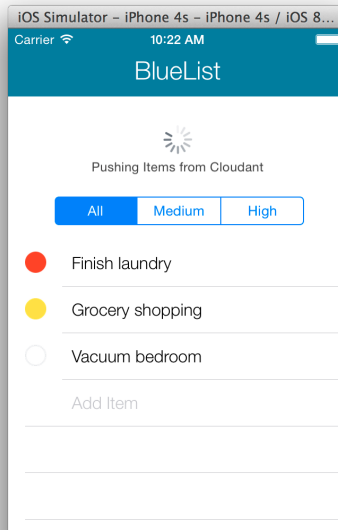 iOS Simulator – iPhone 4s – iPhone 4s / iOS 8...
Carrier 10:22 AM
BlueList
Pushing Items from Cloudant
All Medium High
Finish laundry
Grocery shopping
Vacuum bedroom
Add Item